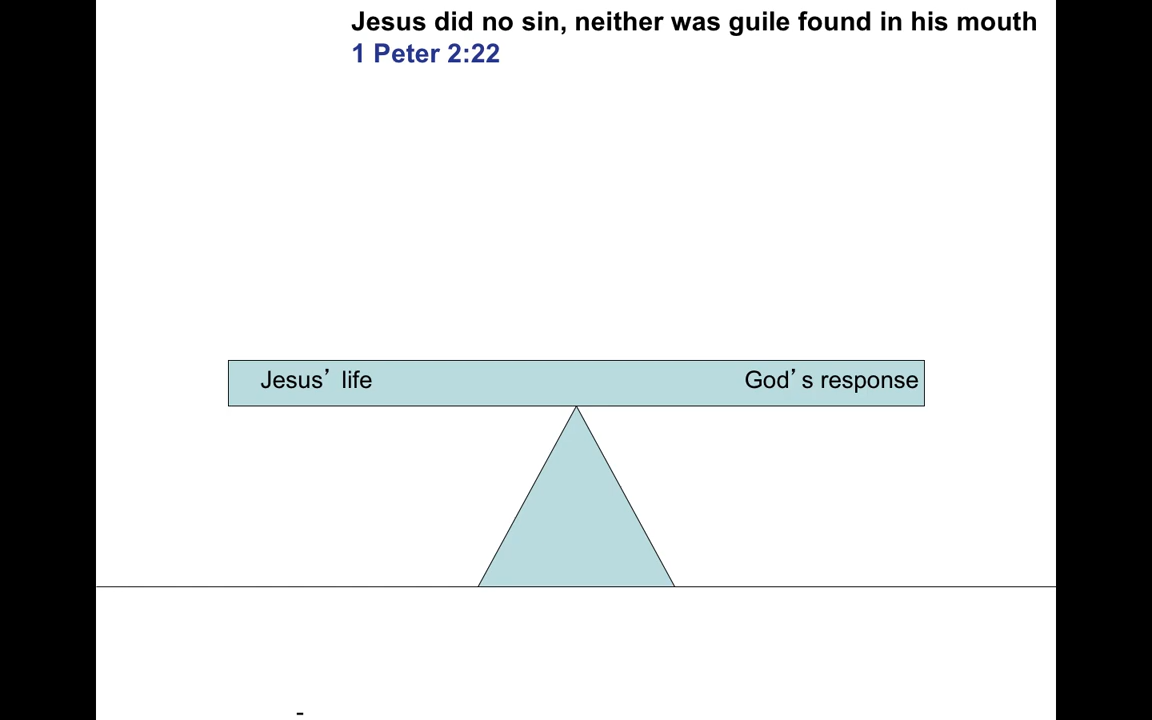 Jesus did no sin, neither was guile found in his mouth
1 Peter 2:22
Jesus’ life
God’s response
-